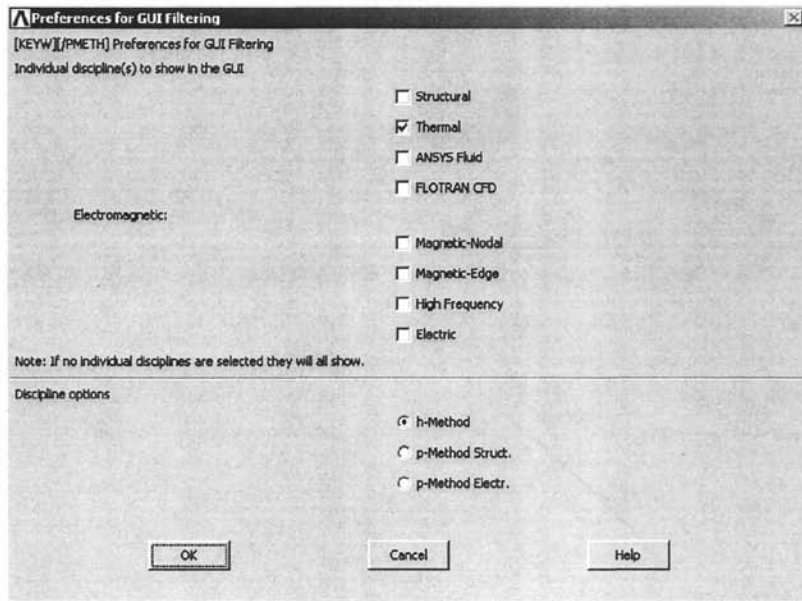 Preferences for GUI Filtering
[KEYW][/PMETH] Preferences for GUI Filtering
Individual discipline(s) to show in the GUI
Structural
Thermal
ANSYS Fluid
FLOTRAN CFD
Electromagnetic:
Magnetic-Nodal
Magnetic-Edge
High Frequency
Electric
Note: If no individual disciplines are selected they will all show.
Discipline options
h-Method
p-Method Struct.
p-Method Electr.
OK Cancel Help